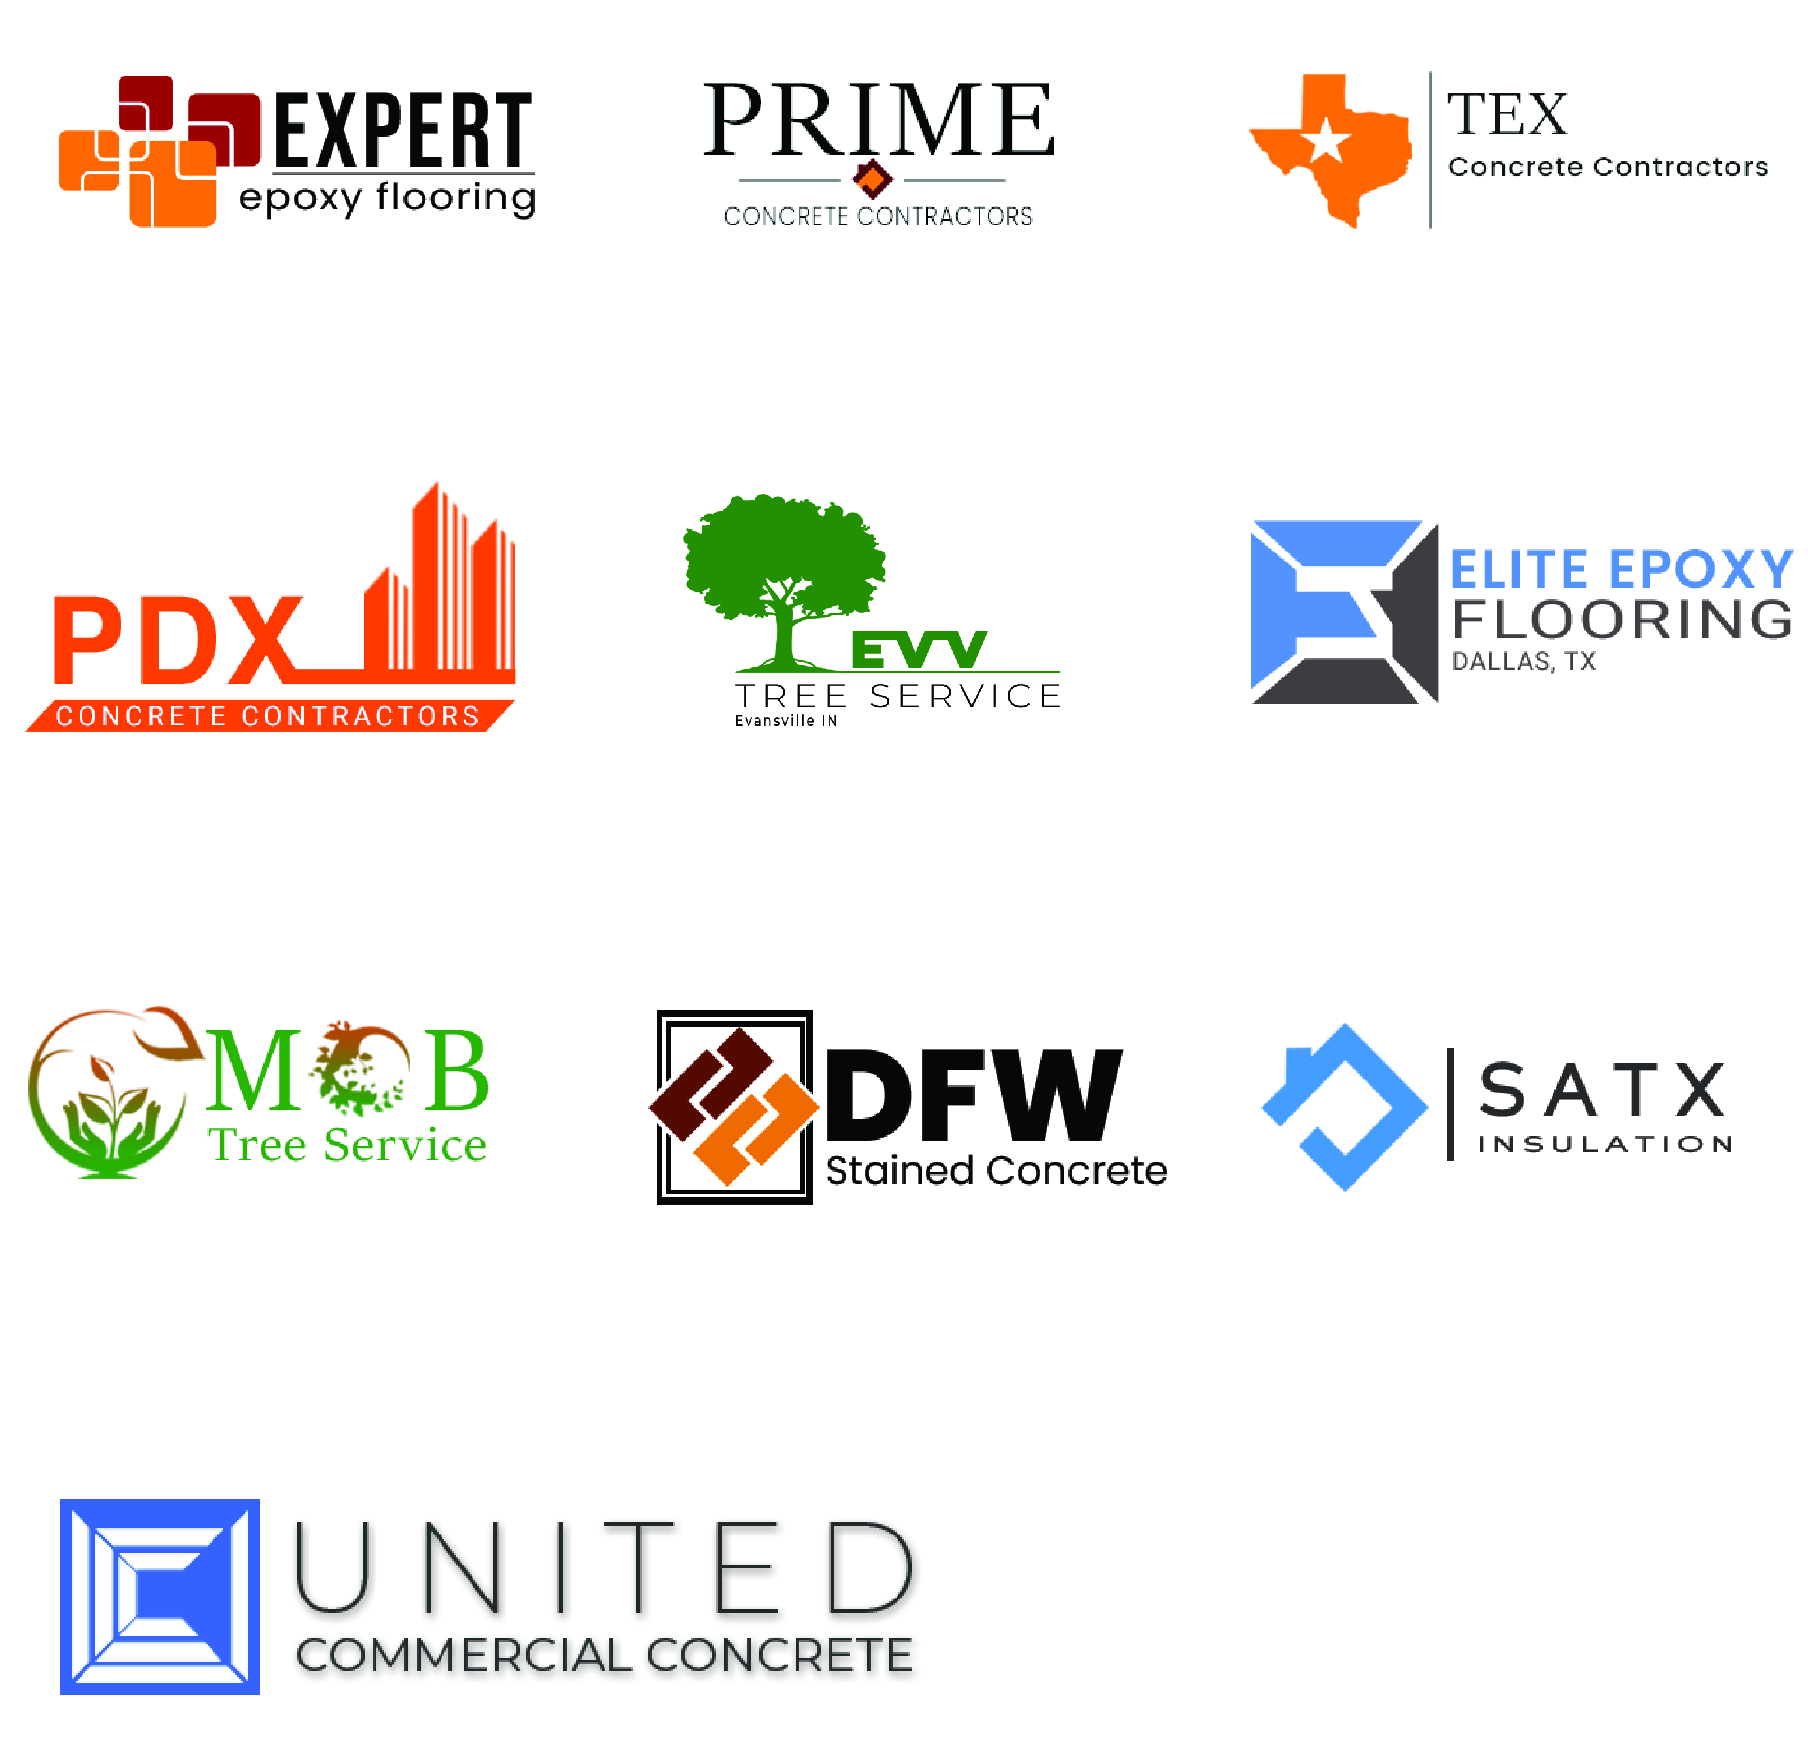 EXPERT
epoxy flooring
PRIME
CONCRETE CONTRACTORS
TEX
Concrete Contractors
PDX
CONCRETE CONTRACTORS
EVV
TREE SERVICE
Evansville IN
ELITE EPOXY
FLOORING
DALLAS, TX
MOB
Tree Service
DFW
Stained Concrete
SATX
INSULATION
UNITED
COMMERCIAL CONCRETE